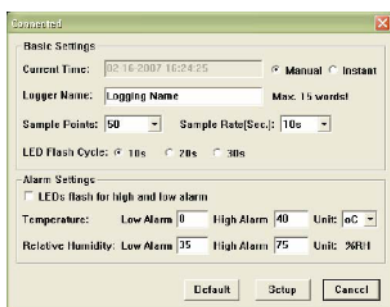 Connected
Basic Settings
Current Time: 02-16-2007 16:24:25 Manual Instant
Logger Name: Logging Name Max. 15 words!
Sample Points: 50 Sample Rate(Sec.): 10s
LED Flash Cycle: 10s 20s 30s
Alarm Settings
LEDs flash for high and low alarm
Temperature: Low Alarm 0 High Alarm 40 Unit: oC
Relative Humidity: Low Alarm 35 High Alarm 75 Unit: %RH
Default Setup Cancel